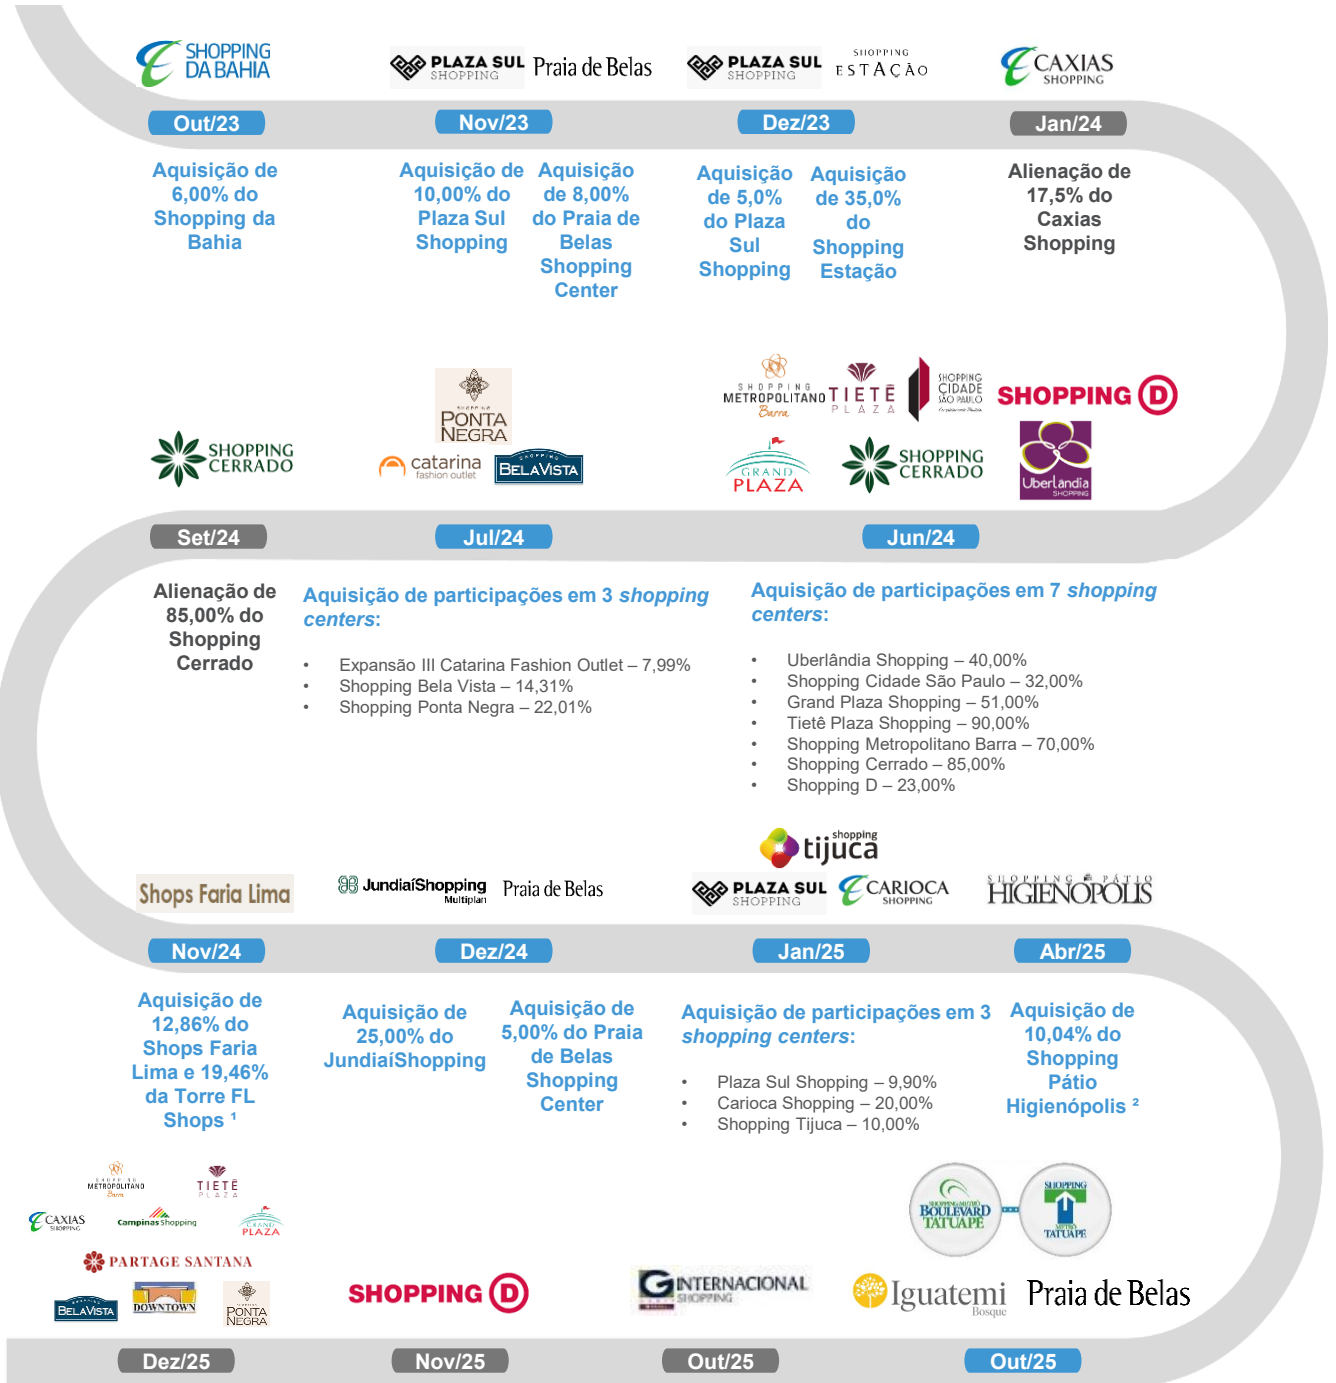 SHOPPING
DA BAHIA
PLAZA SUL
SHOPPING
Praia de Belas
PLAZA SUL
SHOPPING
SHOPPING
ESTAÇÃO
CAXIAS
SHOPPING
Out/23
Nov/23
Dez/23
Jan/24
Aquisição de
6,00% do
Shopping da
Bahia
Aquisição de
10,00% do
Plaza Sul
Shopping
Aquisição
de 8,00%
do Praia de
Belas
Shopping
Center
Aquisição
de 5,0%
do Plaza
Sul
Shopping
Aquisição
de 35,0%
do
Shopping
Estação
Alienação de
17,5% do
Caxias
Shopping
SHOPPING
CERRADO
SHOPPING
PONTA
NEGRA
catarina
fashion outlet
SHOPPING
BELAVISTA
SHOPPING
METROPOLITANO
Barra
TIETÊ
PLAZA
SHOPPING
CIDADE
SÃO PAULO
SHOPPING D
GRAND
PLAZA
SHOPPING
CERRADO
Uberlândia
SHOPPING
Set/24
Jul/24
Jun/24
Alienação de
85,00% do
Shopping
Cerrado
Aquisição de participações em 3 shopping
centers:
• Expansão III Catarina Fashion Outlet – 7,99%
• Shopping Bela Vista – 14,31%
• Shopping Ponta Negra – 22,01%
Aquisição de participações em 7 shopping
centers:
• Uberlândia Shopping – 40,00%
• Shopping Cidade São Paulo – 32,00%
• Grand Plaza Shopping – 51,00%
• Tietê Plaza Shopping – 90,00%
• Shopping Metropolitano Barra – 70,00%
• Shopping Cerrado – 85,00%
• Shopping D – 23,00%
Shops Faria Lima
JundiaíShopping
Multiplan
Praia de Belas
shopping
tijuca
PLAZA SUL
SHOPPING
CARIOCA
SHOPPING
SHOPPING PÁTIO
HIGIENÓPOLIS
Nov/24
Dez/24
Jan/25
Abr/25
Aquisição de
12,86% do
Shops Faria
Lima e 19,46%
da Torre FL
Shops ¹
Aquisição de
25,00% do
JundiaíShopping
Aquisição de
5,00% do Praia
de Belas
Shopping
Center
Aquisição de participações em 3
shopping centers:
• Plaza Sul Shopping – 9,90%
• Carioca Shopping – 20,00%
• Shopping Tijuca – 10,00%
Aquisição de
10,04% do
Shopping
Pátio
Higienópolis ²
SHOPPING
METROPOLITANO
Barra
TIETÊ
PLAZA
CAXIAS
SHOPPING
Campinas Shopping
GRAND
PLAZA
PARTAGE SANTANA
SHOPPING
BELAVISTA
DOWNTOWN
SHOPPING
PONTA
NEGRA
SHOPPING D
INTERNACIONAL
SHOPPING
SHOPPING METRÔ
BOULEVARD
TATUAPÉ
SHOPPING
METRÔ
TATUAPÉ
Iguatemi
Bosque
Praia de Belas
Dez/25
Nov/25
Out/25
Out/25